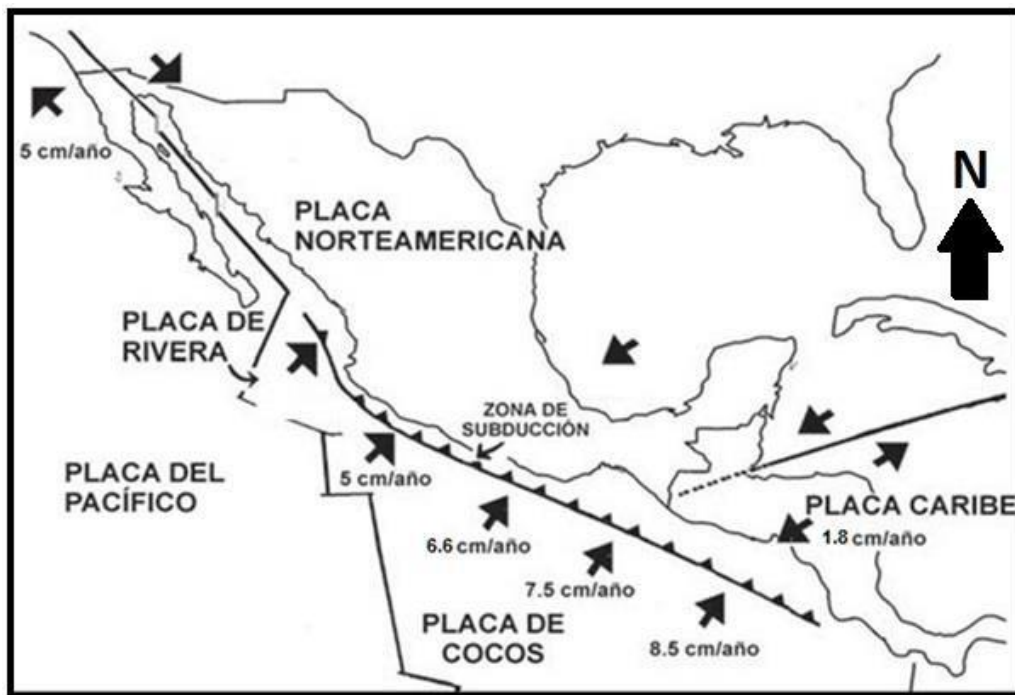 5 cm/año
N
PLACA
NORTEAMERICANA
PLACA DE
RIVERA
ZONA DE
SUBDUCCIÓN
PLACA DEL
PACÍFICO
5 cm/año
PLACA CARIBE
1.8 cm/año
6.6 cm/año
7.5 cm/año
PLACA DE
COCOS
8.5 cm/año